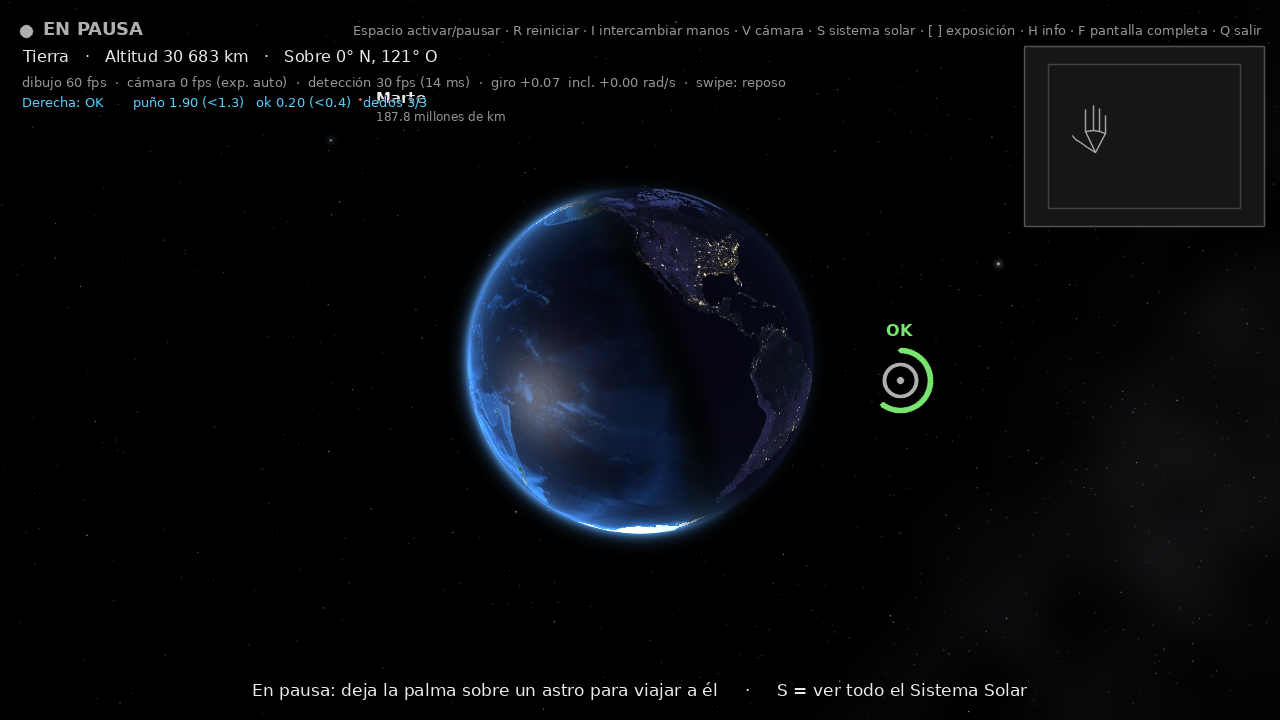 EN PAUSA
Espacio activar/pausar · R reiniciar · I intercambiar manos · V cámara · S sistema solar · [ ] exposición · H info · F pantalla completa · Q salir
Tierra · Altitud 30 683 km · Sobre 0° N, 121° O
dibujo 60 fps · cámara 0 fps (exp. auto) · detección 30 fps (14 ms) · giro +0.07 incl. +0.00 rad/s · swipe: reposo
Derecha: OK puño 1.90 (<1.3) ok 0.20 (<0.4) dedos 3/3
Marte
187.8 millones de km
OK
En pausa: deja la palma sobre un astro para viajar a él · S = ver todo el Sistema Solar